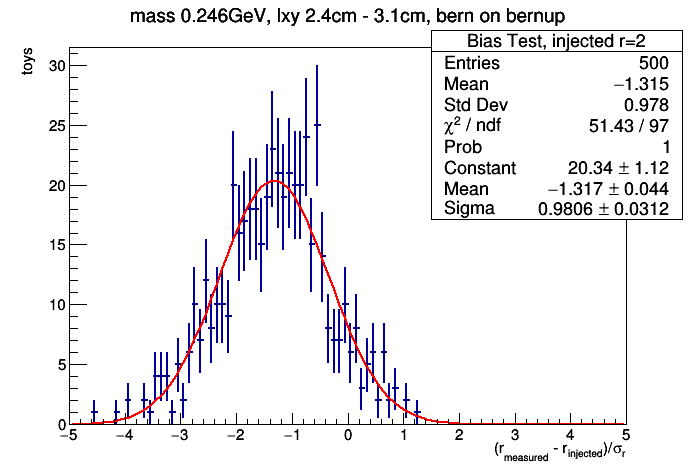 mass 0.246GeV, lxy 2.4cm - 3.1cm, bern on bernup
toys
Bias Test, injected r=2
Entries 500
Mean −1.315
Std Dev 0.978
χ² / ndf 51.43 / 97
Prob 1
Constant 20.34 ± 1.12
Mean −1.317 ± 0.044
Sigma 0.9806 ± 0.0312
30
25
20
15
10
5
0
−5 −4 −3 −2 −1 0 1 2 3 4 5
(r_measured - r_injected)/σ_r